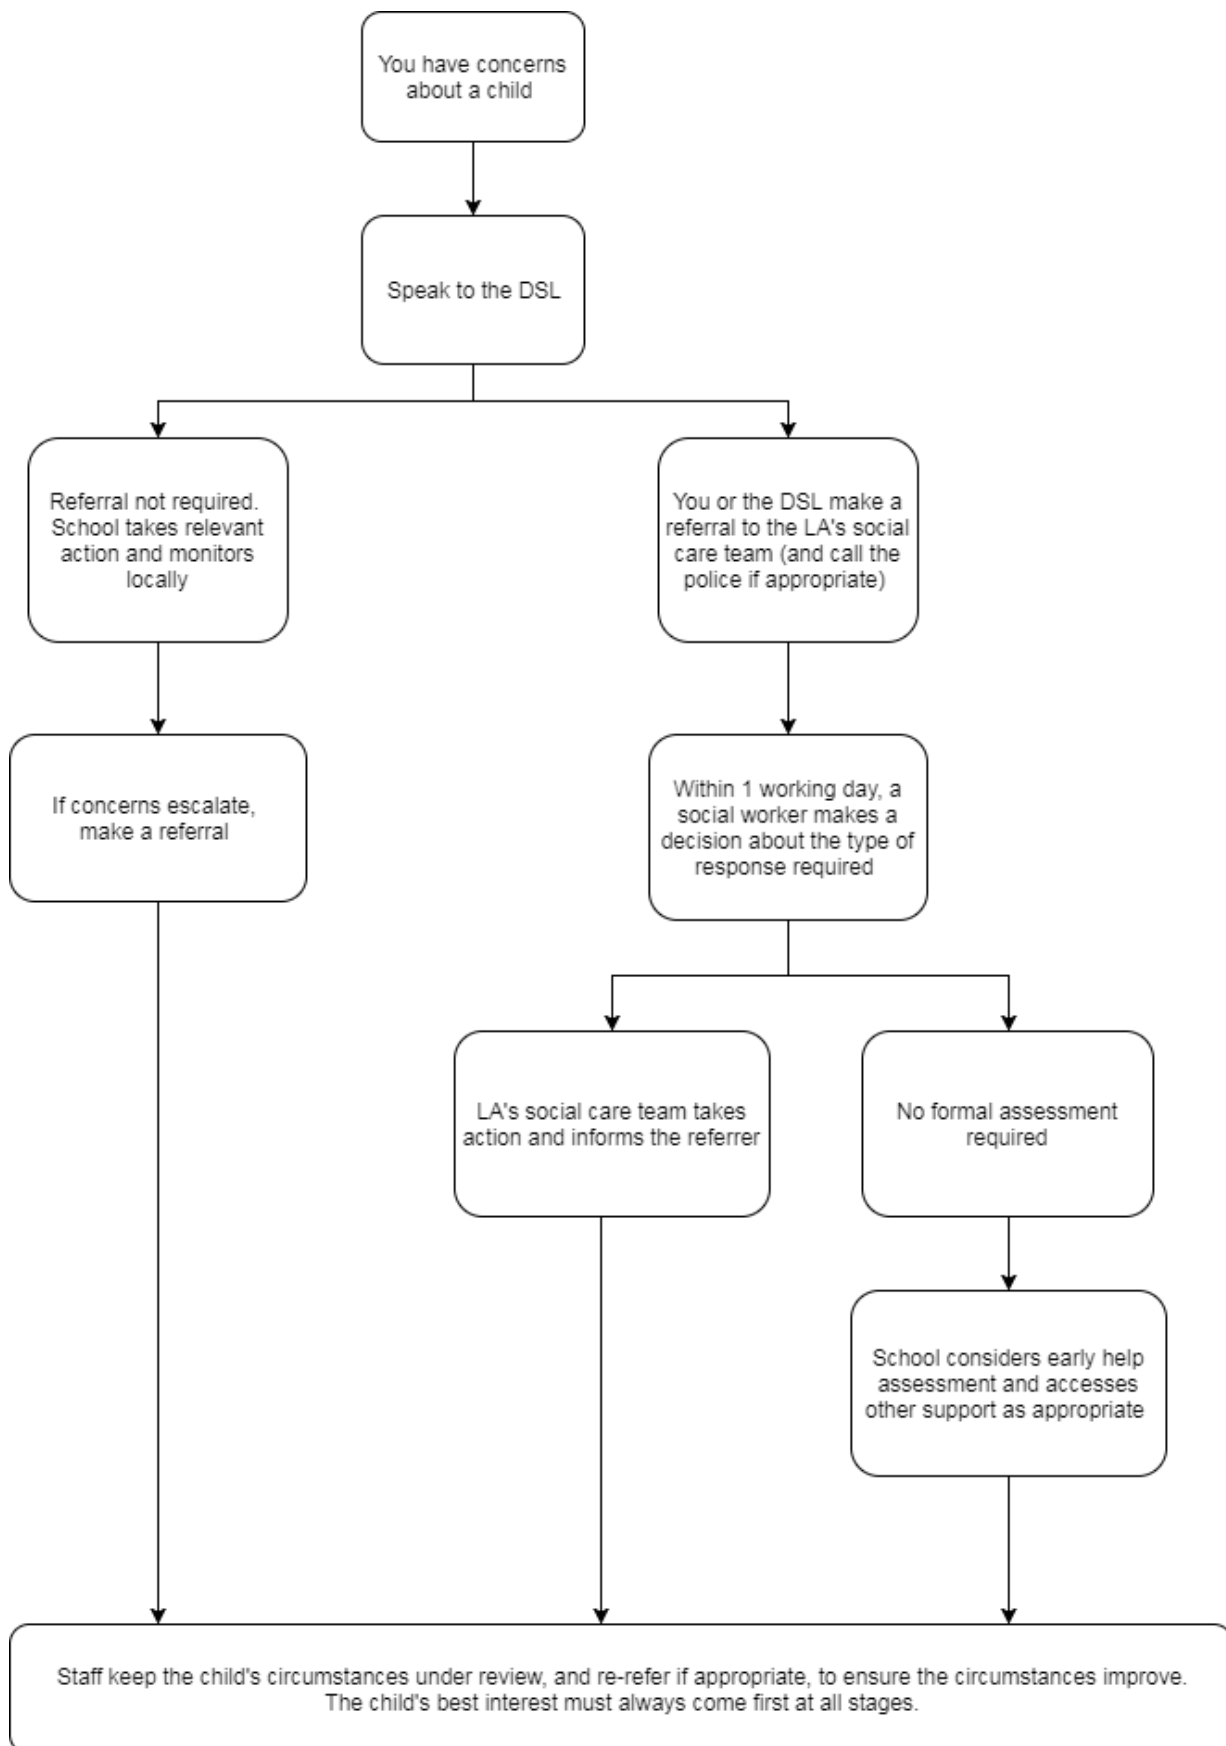 You have concerns
about a child
Speak to the DSL
Referral not required.
School takes relevant
action and monitors
locally
You or the DSL make a
referral to the LA's social
care team (and call the
police if appropriate)
If concerns escalate,
make a referral
Within 1 working day, a
social worker makes a
decision about the type of
response required
LA's social care team takes
action and informs the referrer
No formal assessment
required
School considers early help
assessment and accesses
other support as appropriate
Staff keep the child's circumstances under review, and re-refer if appropriate, to ensure the circumstances improve.
The child's best interest must always come first at all stages.